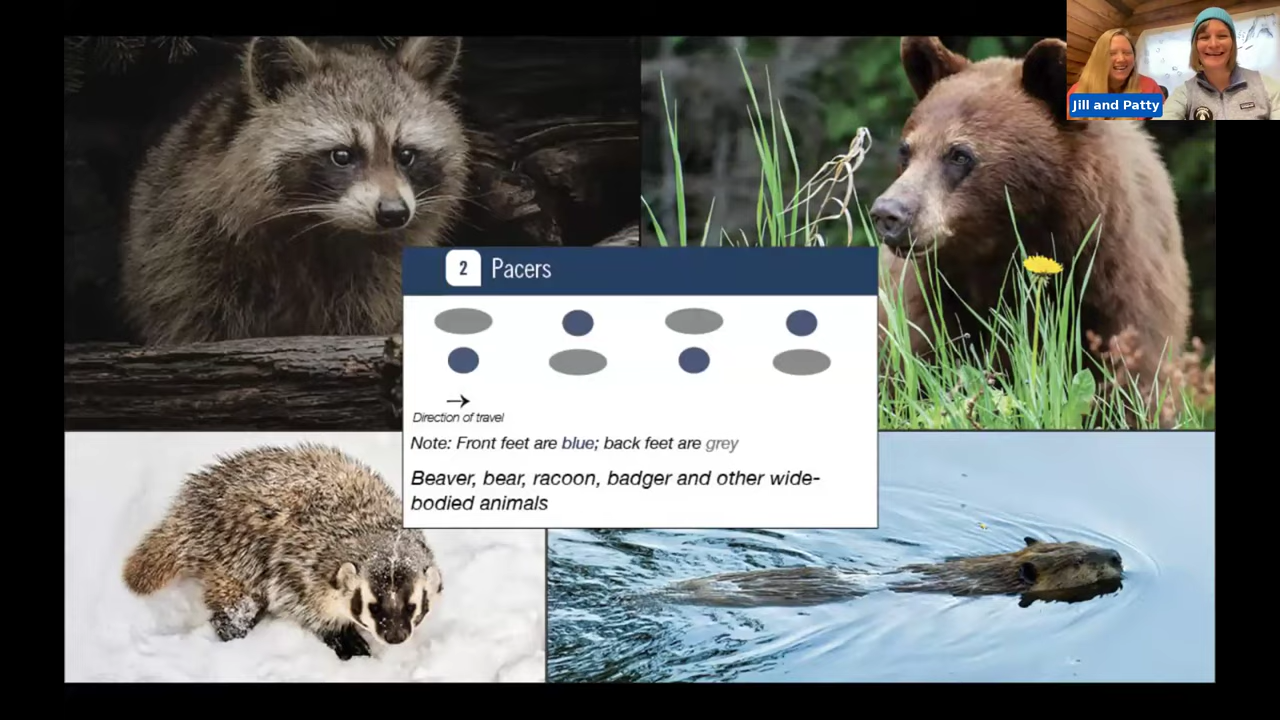 Jill and Patty
2 Pacers
Direction of travel
Note: Front feet are blue; back feet are grey
Beaver, bear, racoon, badger and other wide-
bodied animals